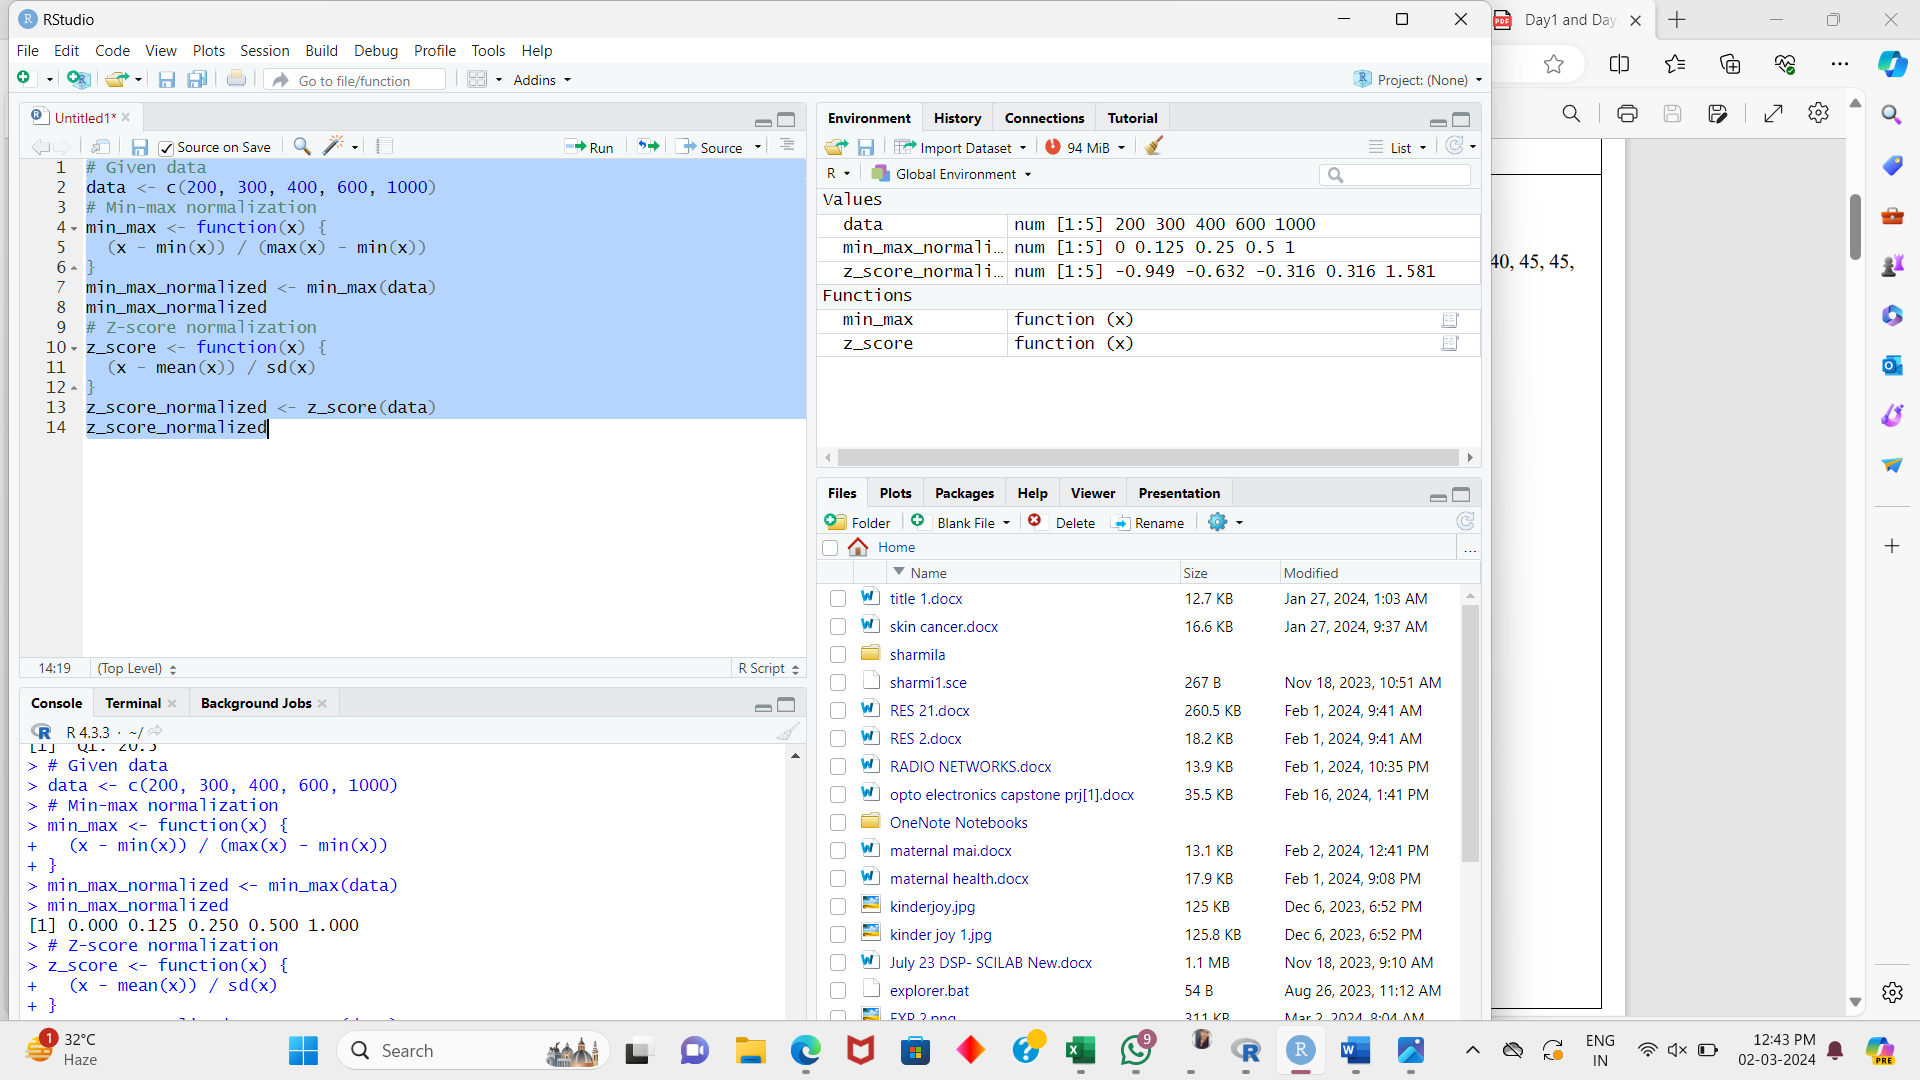 RStudio
File Edit Code View Plots Session Build Debug Profile Tools Help
Go to file/function
Addins
Project: (None)
Untitled1*
Source on Save
Run
Source
1 # Given data
2 data <- c(200, 300, 400, 600, 1000)
3 # Min-max normalization
4 min_max <- function(x) {
5 (x - min(x)) / (max(x) - min(x))
6 }
7 min_max_normalized <- min_max(data)
8 min_max_normalized
9 # Z-score normalization
10 z_score <- function(x) {
11 (x - mean(x)) / sd(x)
12 }
13 z_score_normalized <- z_score(data)
14 z_score_normalized
14:19 (Top Level) R Script
Console Terminal Background Jobs
R 4.3.3 · ~/
[1] "Q1: 20.5"
> # Given data
> data <- c(200, 300, 400, 600, 1000)
> # Min-max normalization
> min_max <- function(x) {
+ (x - min(x)) / (max(x) - min(x))
+ }
> min_max_normalized <- min_max(data)
> min_max_normalized
[1] 0.000 0.125 0.250 0.500 1.000
> # Z-score normalization
> z_score <- function(x) {
+ (x - mean(x)) / sd(x)
+ }
Environment History Connections Tutorial
Import Dataset 94 MiB List
R Global Environment
Values
data num [1:5] 200 300 400 600 1000
min_max_normali… num [1:5] 0 0.125 0.25 0.5 1
z_score_normali… num [1:5] -0.949 -0.632 -0.316 0.316 1.581
Functions
min_max function (x)
z_score function (x)
Files Plots Packages Help Viewer Presentation
Folder Blank File Delete Rename
Home ...
Name Size Modified
title 1.docx 12.7 KB Jan 27, 2024, 1:03 AM
skin cancer.docx 16.6 KB Jan 27, 2024, 9:37 AM
sharmila
sharmi1.sce 267 B Nov 18, 2023, 10:51 AM
RES 21.docx 260.5 KB Feb 1, 2024, 9:41 AM
RES 2.docx 18.2 KB Feb 1, 2024, 9:41 AM
RADIO NETWORKS.docx 13.9 KB Feb 1, 2024, 10:35 PM
opto electronics capstone prj[1].docx 35.5 KB Feb 16, 2024, 1:41 PM
OneNote Notebooks
maternal mai.docx 13.1 KB Feb 2, 2024, 12:41 PM
maternal health.docx 17.9 KB Feb 1, 2024, 9:08 PM
kinderjoy.jpg 125 KB Dec 6, 2023, 6:52 PM
kinder joy 1.jpg 125.8 KB Dec 6, 2023, 6:52 PM
July 23 DSP- SCILAB New.docx 1.1 MB Nov 18, 2023, 9:10 AM
explorer.bat 54 B Aug 26, 2023, 11:12 AM
EXP 2.png 311 KB Mar 2, 2024, 8:04 AM
PDF Day1 and Day
40, 45, 45,
1 32°C
Haze
Search
9
ENG
IN
12:43 PM
02-03-2024
PRE